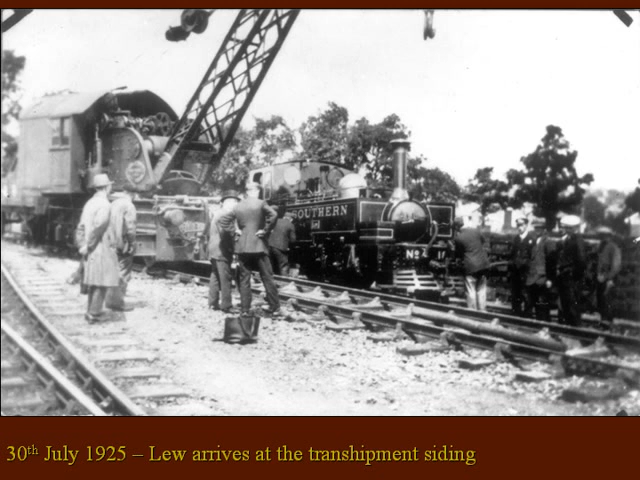 SOUTHERN
30th July 1925 – Lew arrives at the transhipment siding